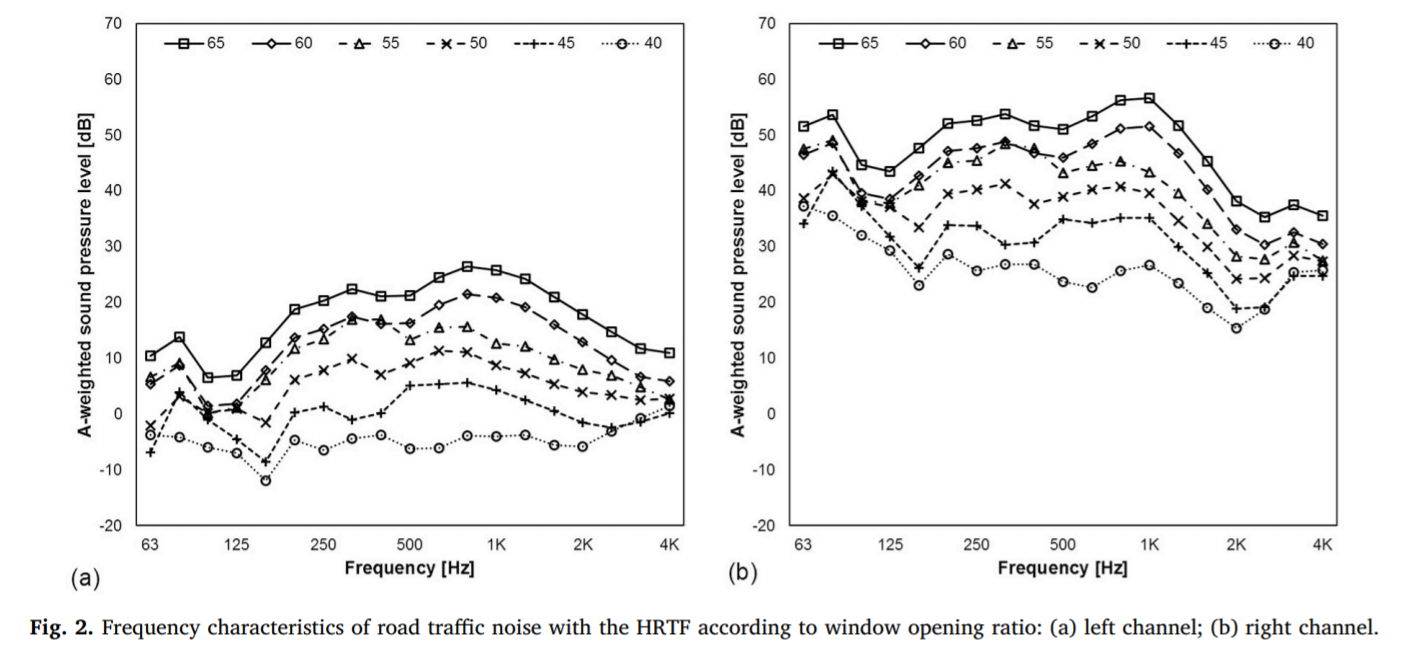 70
60
50
40
30
20
10
0
-10
-20
A-weighted sound pressure level [dB]
65 60 55 50 45 40
63 125 250 500 1K 2K 4K
Frequency [Hz]
(a)
70
60
50
40
30
20
10
0
-10
-20
A-weighted sound pressure level [dB]
65 60 55 50 45 40
63 125 250 500 1K 2K 4K
Frequency [Hz]
(b)
Fig. 2. Frequency characteristics of road traffic noise with the HRTF according to window opening ratio: (a) left channel; (b) right channel.